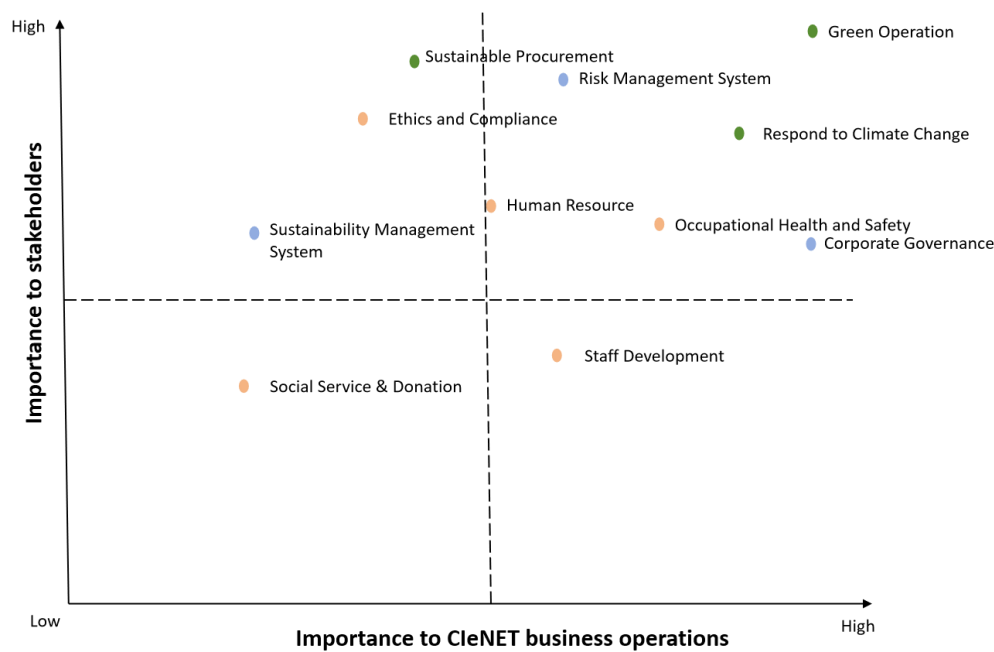 High
Green Operation
Sustainable Procurement
Risk Management System
Ethics and Compliance
Respond to Climate Change
Human Resource
Occupational Health and Safety
Sustainability Management
System
Corporate Governance
Importance to stakeholders
Staff Development
Social Service & Donation
Low
High
Importance to CIeNET business operations